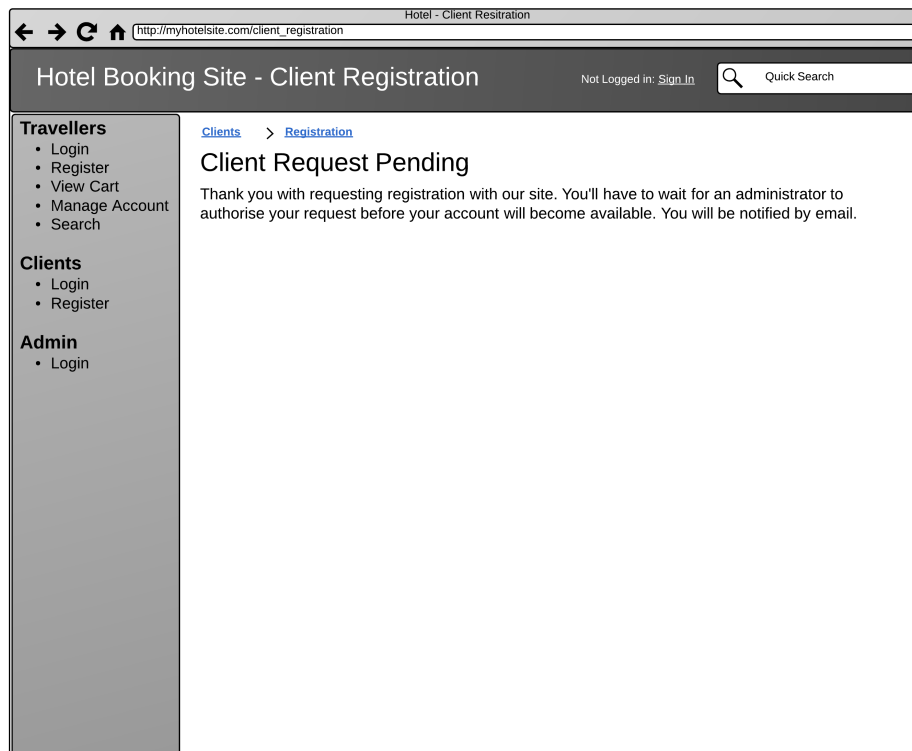 Hotel - Client Resitration
http://myhotelsite.com/client_registration
Hotel Booking Site - Client Registration
Not Logged in: Sign In
Quick Search
Travellers
Login
Register
View Cart
Manage Account
Search
Clients
Login
Register
Admin
Login
Clients > Registration
Client Request Pending
Thank you with requesting registration with our site. You'll have to wait for an administrator to
authorise your request before your account will become available. You will be notified by email.